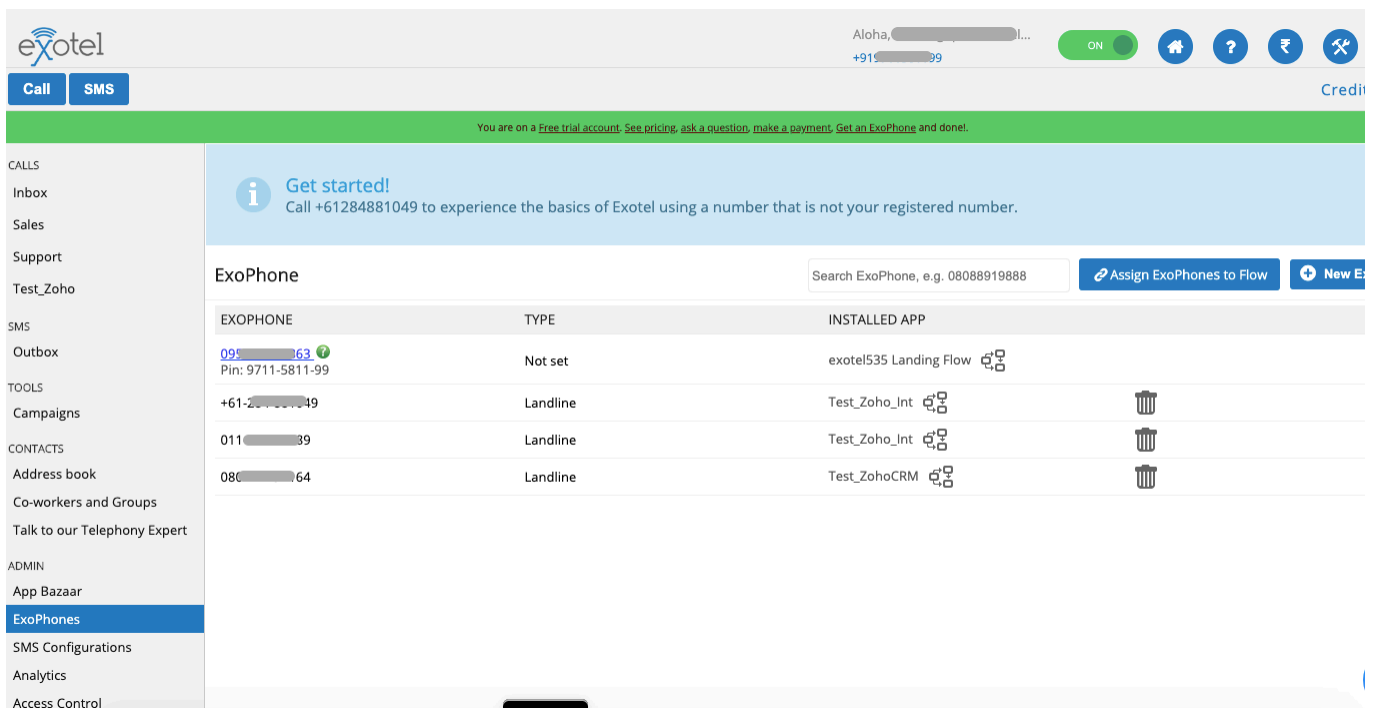 exotel
Aloha, l...
+919 99
ON
?
₹
Call SMS
Credit
You are on a Free trial account. See pricing, ask a question, make a payment, Get an ExoPhone and done!.
CALLS
Inbox
Sales
Support
Test_Zoho
SMS
Outbox
TOOLS
Campaigns
CONTACTS
Address book
Co-workers and Groups
Talk to our Telephony Expert
ADMIN
App Bazaar
ExoPhones
SMS Configurations
Analytics
Access Control
i
Get started!
Call +61284881049 to experience the basics of Exotel using a number that is not your registered number.
ExoPhone
Search ExoPhone, e.g. 08088919888
Assign ExoPhones to Flow
New Ex
EXOPHONE TYPE INSTALLED APP
095 363 ? Not set exotel535 Landing Flow
Pin: 9711-5811-99
+61-2 49 Landline Test_Zoho_Int
011 39 Landline Test_Zoho_Int
080 64 Landline Test_ZohoCRM